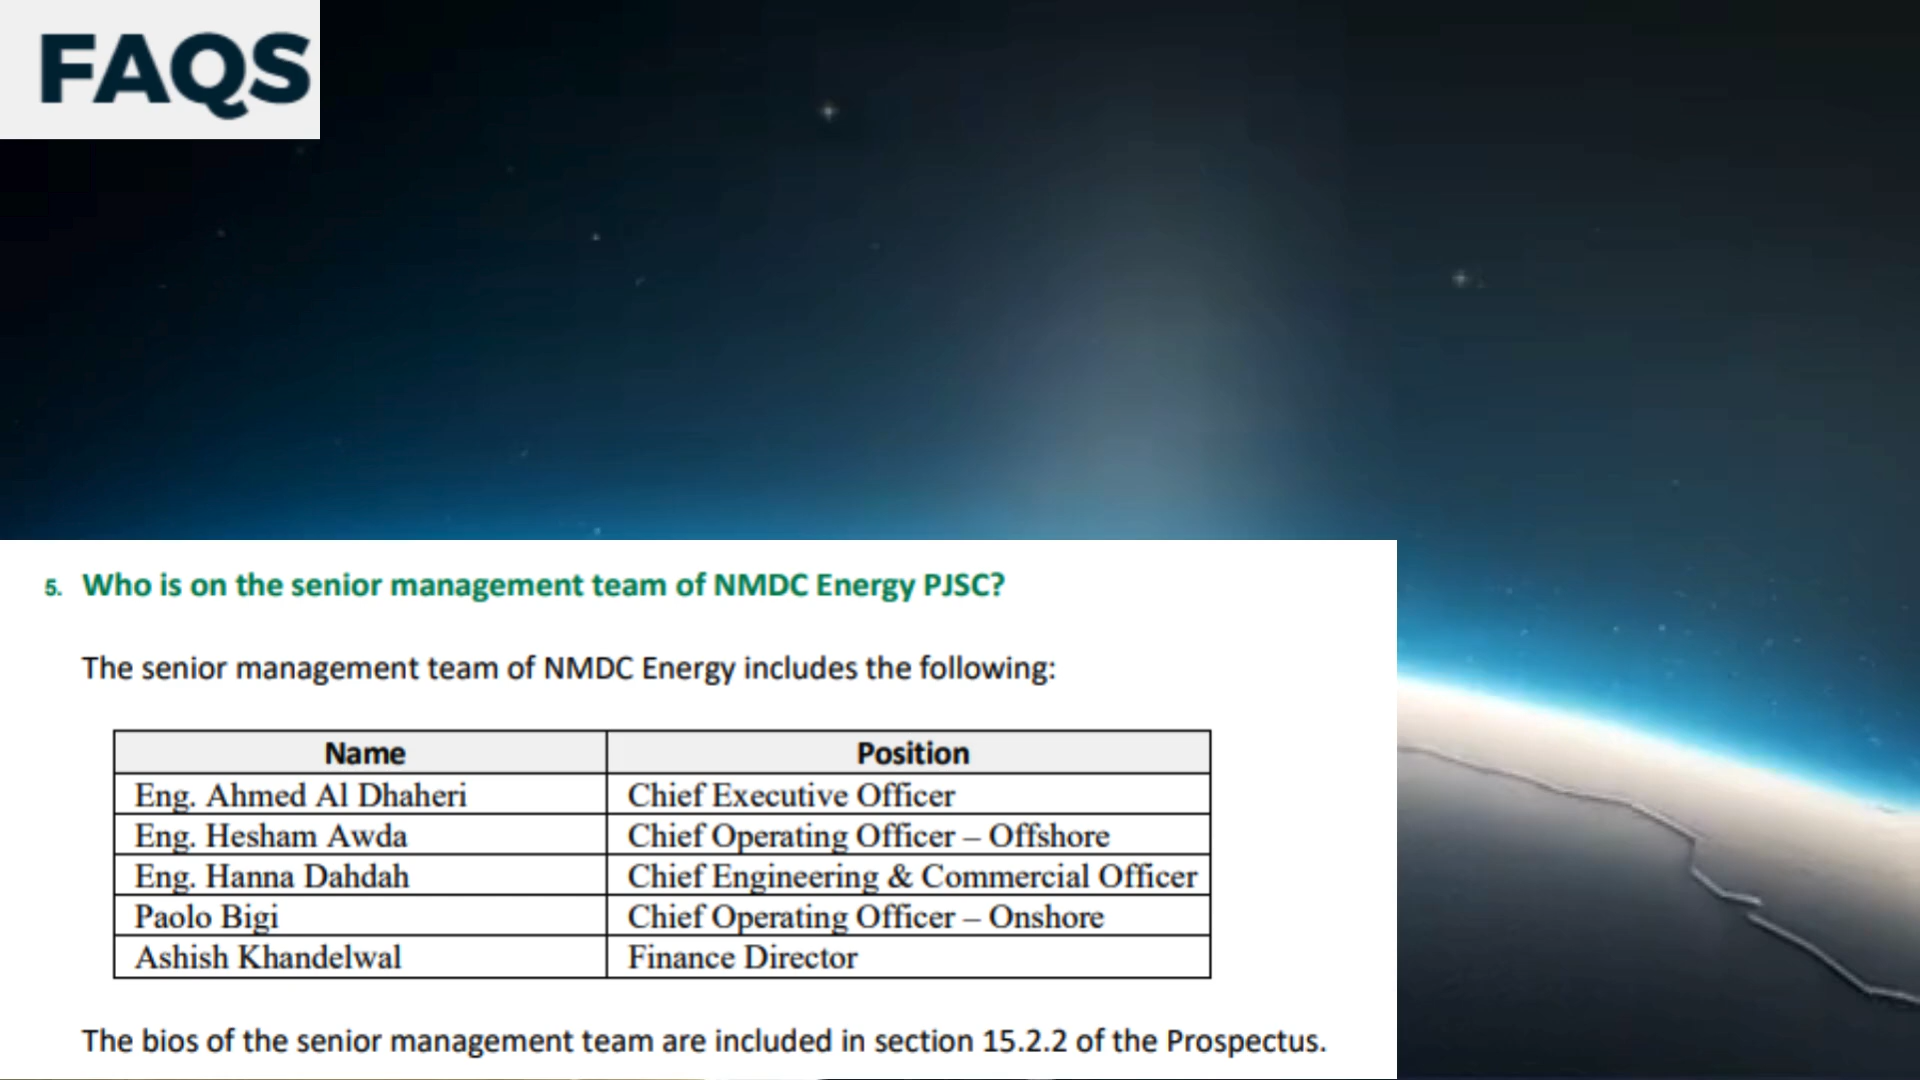 FAQS
5. Who is on the senior management team of NMDC Energy PJSC?
The senior management team of NMDC Energy includes the following:
Name Position
Eng. Ahmed Al Dhaheri Chief Executive Officer
Eng. Hesham Awda Chief Operating Officer – Offshore
Eng. Hanna Dahdah Chief Engineering & Commercial Officer
Paolo Bigi Chief Operating Officer – Onshore
Ashish Khandelwal Finance Director
The bios of the senior management team are included in section 15.2.2 of the Prospectus.